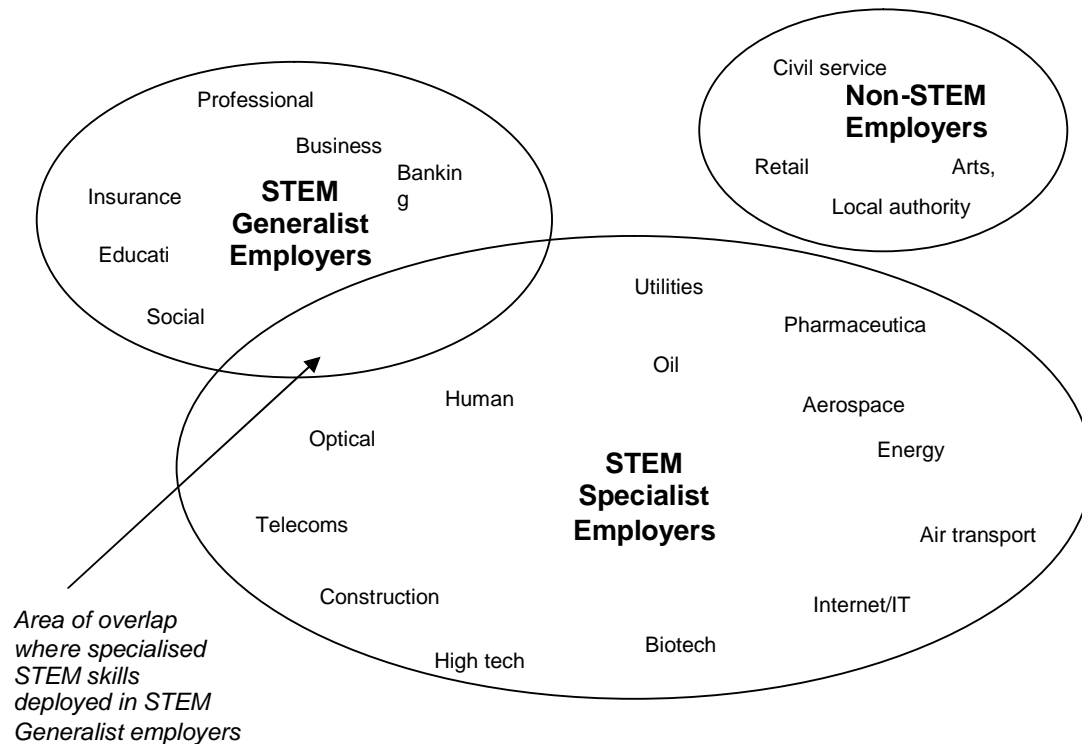 Professional
Business
Bankin
g
Insurance
STEM
Generalist
Employers
Educati
Social
Civil service
Non-STEM
Employers
Retail
Arts,
Local authority
Utilities
Pharmaceutica
Oil
Human
Aerospace
Optical
Energy
STEM
Specialist
Employers
Telecoms
Air transport
Construction
Internet/IT
High tech
Biotech
Area of overlap
where specialised
STEM skills
deployed in STEM
Generalist employers